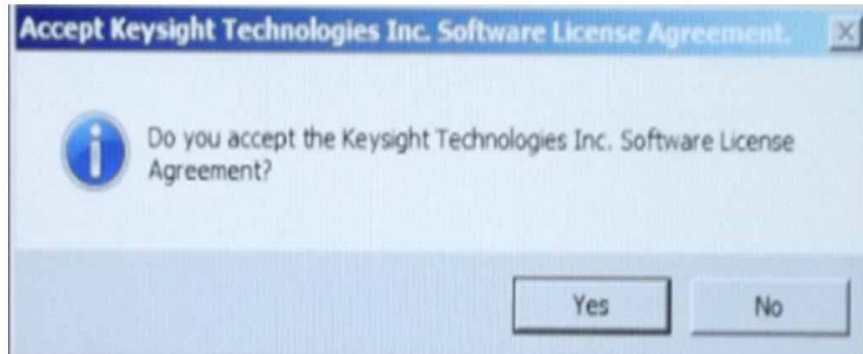 Accept Keysight Technologies Inc. Software License Agreement.
Do you accept the Keysight Technologies Inc. Software License
Agreement?
Yes
No